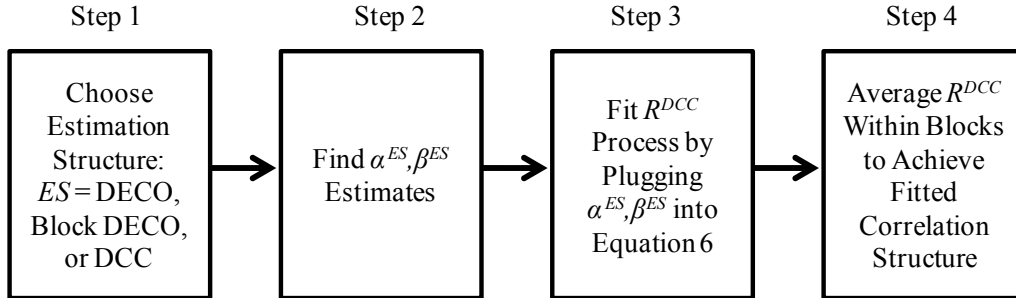 Step 1
Step 2
Step 3
Step 4
Choose
Estimation
Structure:
ES = DECO,
Block DECO,
or DCC
Find α^ES,β^ES
Estimates
Fit R^DCC
Process by
Plugging
α^ES,β^ES into
Equation 6
Average R^DCC
Within Blocks
to Achieve
Fitted
Correlation
Structure